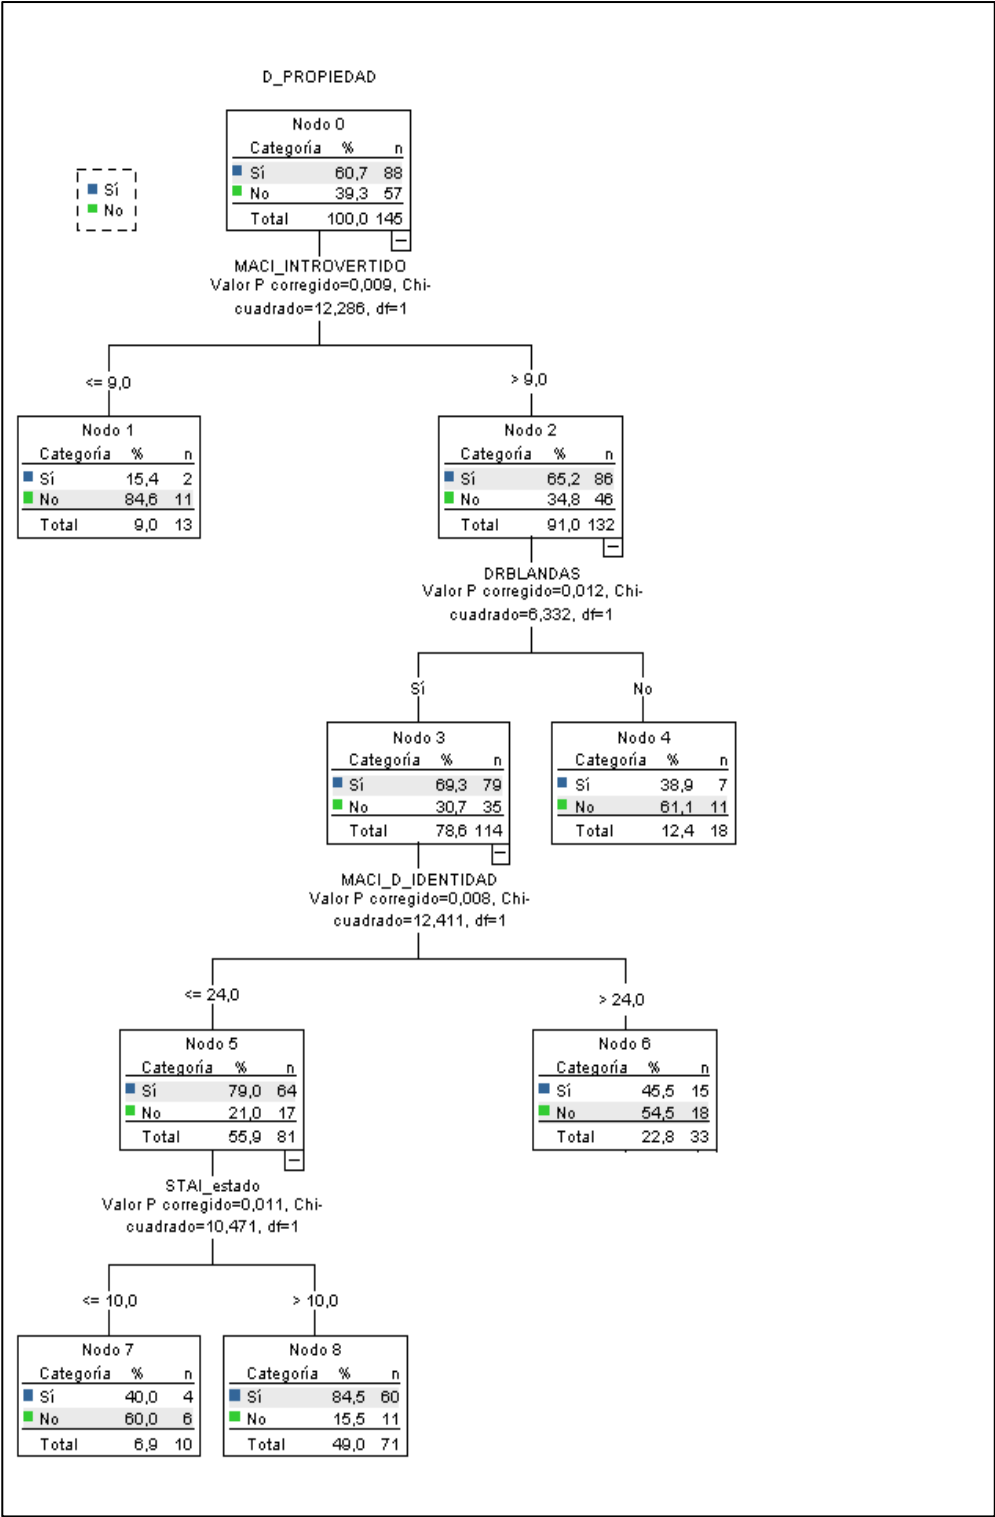 D_PROPIEDAD
Nodo 0
Categoría % n
Sí 60,7 88
No 39,3 57
Total 100,0 145
Sí
No
MACI_INTROVERTIDO
Valor P corregido=0,009, Chi-
cuadrado=12,286, df=1
<= 9,0
> 9,0
Nodo 1
Categoría % n
Sí 15,4 2
No 84,6 11
Total 9,0 13
Nodo 2
Categoría % n
Sí 65,2 86
No 34,8 46
Total 91,0 132
DRBLANDAS
Valor P corregido=0,012, Chi-
cuadrado=6,332, df=1
Sí
No
Nodo 3
Categoría % n
Sí 69,3 79
No 30,7 35
Total 78,6 114
Nodo 4
Categoría % n
Sí 38,9 7
No 61,1 11
Total 12,4 18
MACI_D_IDENTIDAD
Valor P corregido=0,008, Chi-
cuadrado=12,411, df=1
<= 24,0
> 24,0
Nodo 5
Categoría % n
Sí 79,0 64
No 21,0 17
Total 55,9 81
Nodo 6
Categoría % n
Sí 45,5 15
No 54,5 18
Total 22,8 33
STAI_estado
Valor P corregido=0,011, Chi-
cuadrado=10,471, df=1
<= 10,0
> 10,0
Nodo 7
Categoría % n
Sí 40,0 4
No 60,0 6
Total 6,9 10
Nodo 8
Categoría % n
Sí 84,5 60
No 15,5 11
Total 49,0 71